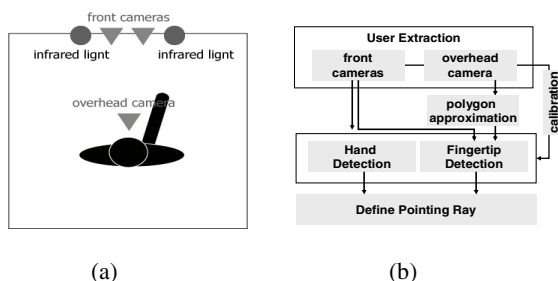 front cameras
infrared lignt
infrared lignt
overhead camera
(a)
User Extraction
front
cameras
overhead
camera
calibration
polygon
approximation
Hand
Detection
Fingertip
Detection
Define Pointing Ray
(b)